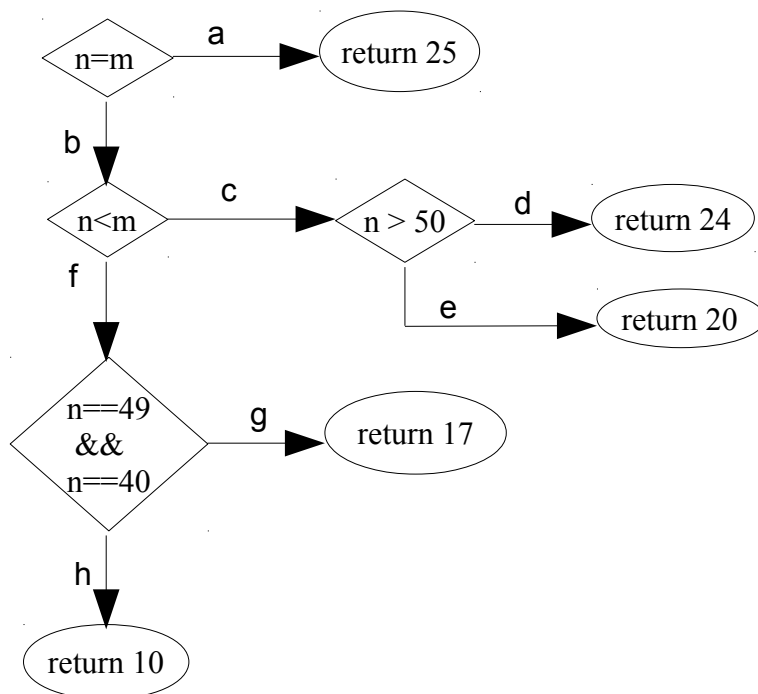 n=m
a
return 25
b
n<m
c
n > 50
d
return 24
f
e
return 20
n==49
&&
n==40
g
return 17
h
return 10